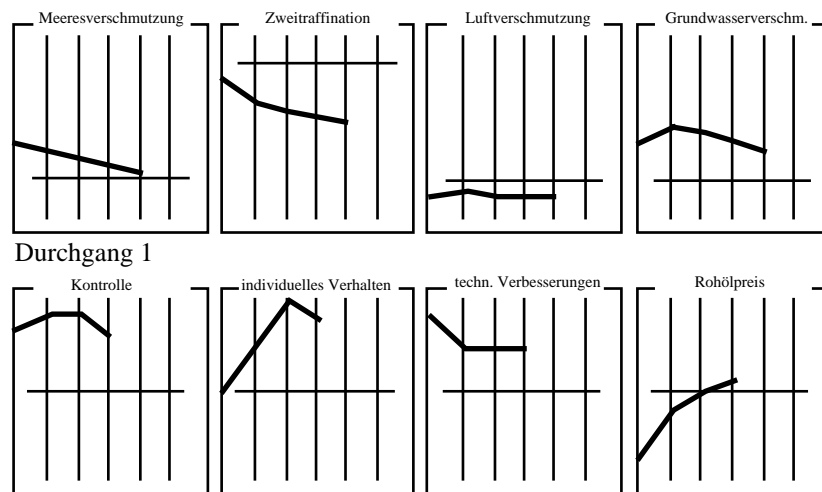 Meeresverschmutzung
Zweitraffination
Luftverschmutzung
Grundwasserverschm.
Durchgang 1
Kontrolle
individuelles Verhalten
techn. Verbesserungen
Rohölpreis